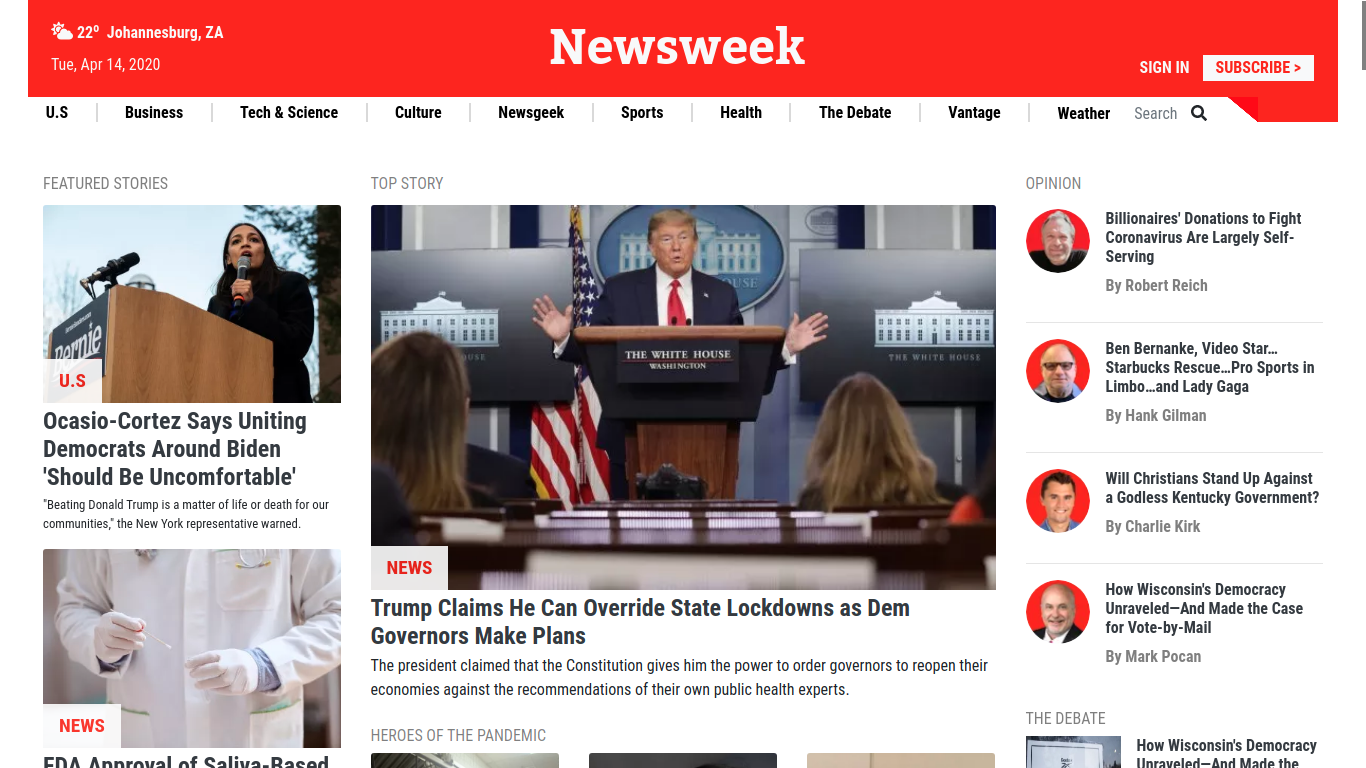 22º Johannesburg, ZA
Newsweek
Tue, Apr 14, 2020
SIGN IN
SUBSCRIBE >
U.S
Business
Tech & Science
Culture
Newsgeek
Sports
Health
The Debate
Vantage
Weather
Search
FEATURED STORIES
Bernie
U.S
Ocasio-Cortez Says Uniting
Democrats Around Biden
'Should Be Uncomfortable'
"Beating Donald Trump is a matter of life or death for our
communities," the New York representative warned.
NEWS
FDA Approval of Saliva-Based
TOP STORY
THE WHITE HOUSE
WASHINGTON
THE WHITE HOUSE
NEWS
Trump Claims He Can Override State Lockdowns as Dem
Governors Make Plans
The president claimed that the Constitution gives him the power to order governors to reopen their
economies against the recommendations of their own public health experts.
HEROES OF THE PANDEMIC
OPINION
Billionaires' Donations to Fight
Coronavirus Are Largely Self-
Serving
By Robert Reich
Ben Bernanke, Video Star...
Starbucks Rescue...Pro Sports in
Limbo...and Lady Gaga
By Hank Gilman
Will Christians Stand Up Against
a Godless Kentucky Government?
By Charlie Kirk
How Wisconsin's Democracy
Unraveled—And Made the Case
for Vote-by-Mail
By Mark Pocan
THE DEBATE
How Wisconsin's Democracy
Unraveled—And Made the